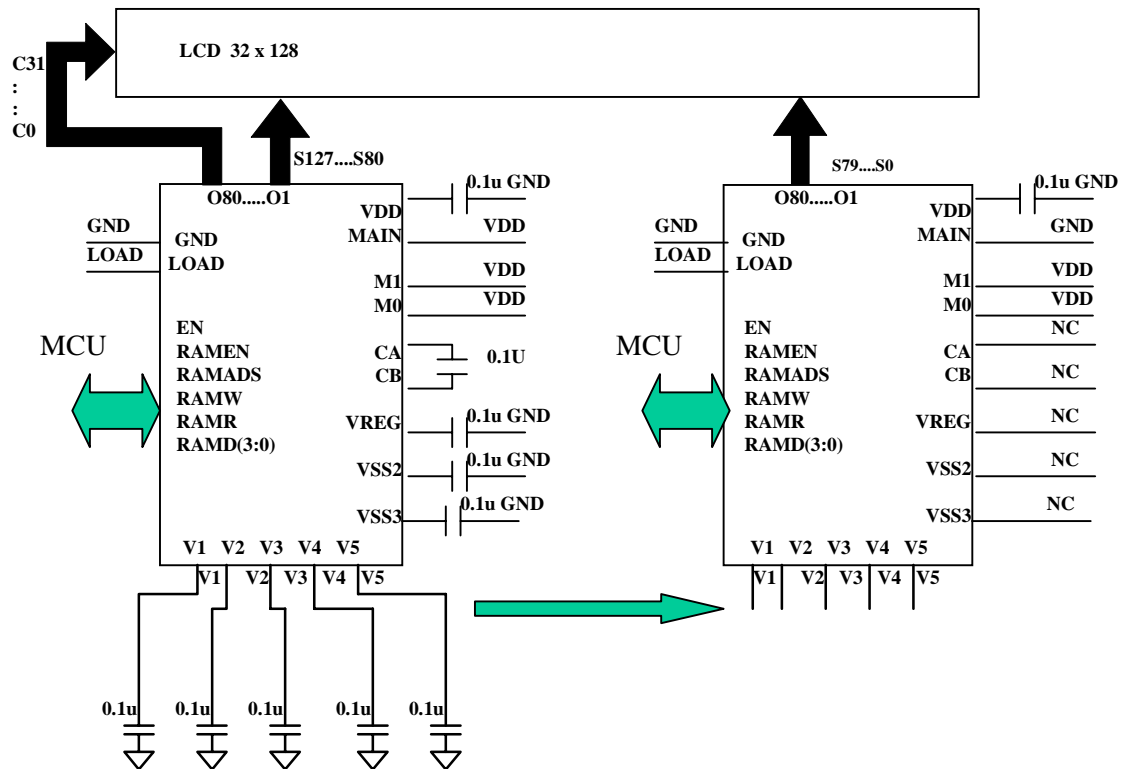 LCD 32 x 128
C31
:
:
C0
S127....S80
S79....S0
O80.....O1
GND
LOAD
GND
LOAD
EN
RAMEN
RAMADS
RAMW
RAMR
RAMD(3:0)
MCU
VDD
MAIN
M1
M0
CA
CB
VREG
VSS2
VSS3
0.1u GND
VDD
VDD
VDD
0.1U
0.1u GND
0.1u GND
0.1u GND
V1 V2 V3 V4 V5
V1 V2 V3 V4 V5
0.1u 0.1u 0.1u 0.1u 0.1u
O80.....O1
GND
LOAD
GND
LOAD
EN
RAMEN
RAMADS
RAMW
RAMR
RAMD(3:0)
MCU
VDD
MAIN
M1
M0
CA
CB
VREG
VSS2
VSS3
0.1u GND
GND
VDD
VDD
NC
NC
NC
NC
NC
V1 V2 V3 V4 V5
V1 V2 V3 V4 V5